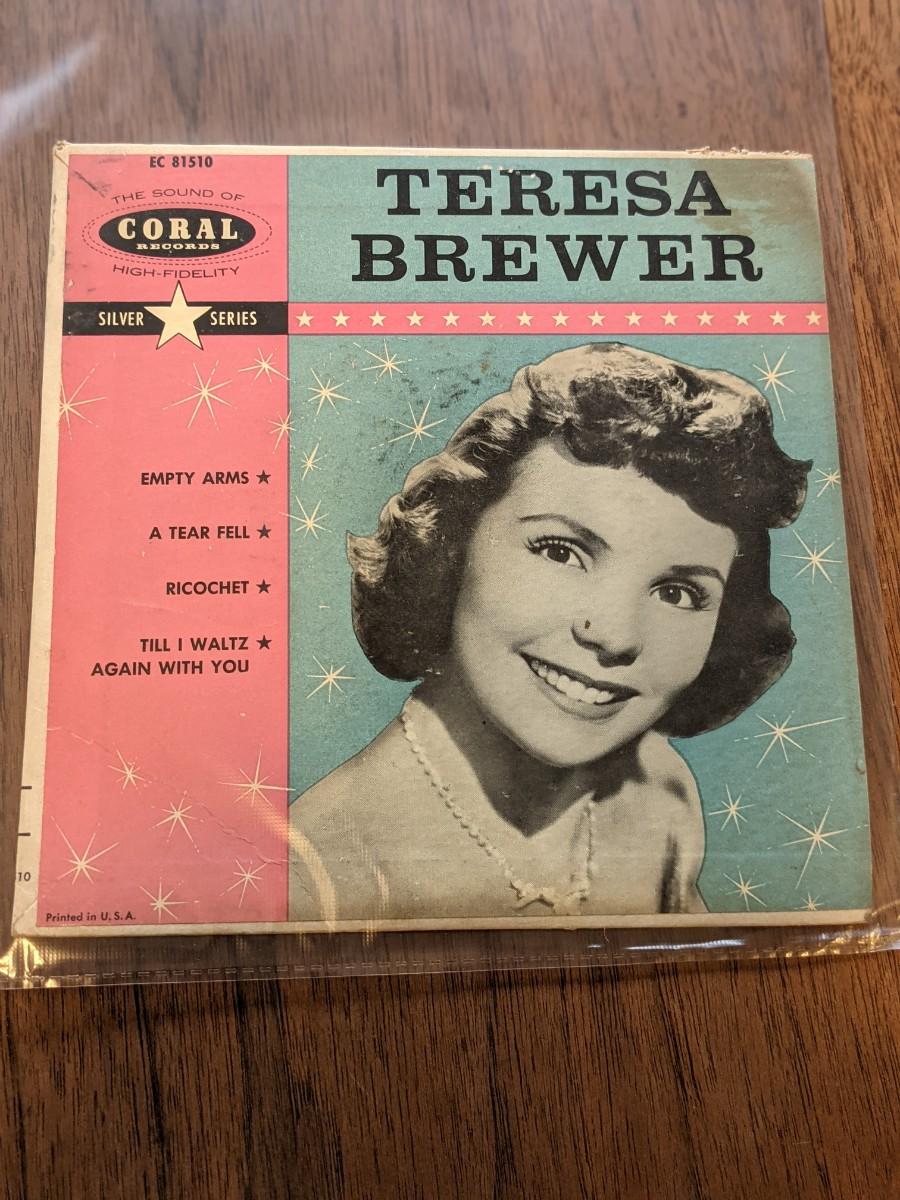 EC 81510
THE SOUND OF
CORAL
RECORDS
HIGH-FIDELITY
SILVER SERIES
TERESA
BREWER
EMPTY ARMS ★
A TEAR FELL ★
RICOCHET ★
TILL I WALTZ ★
AGAIN WITH YOU
10
Printed in U.S.A.